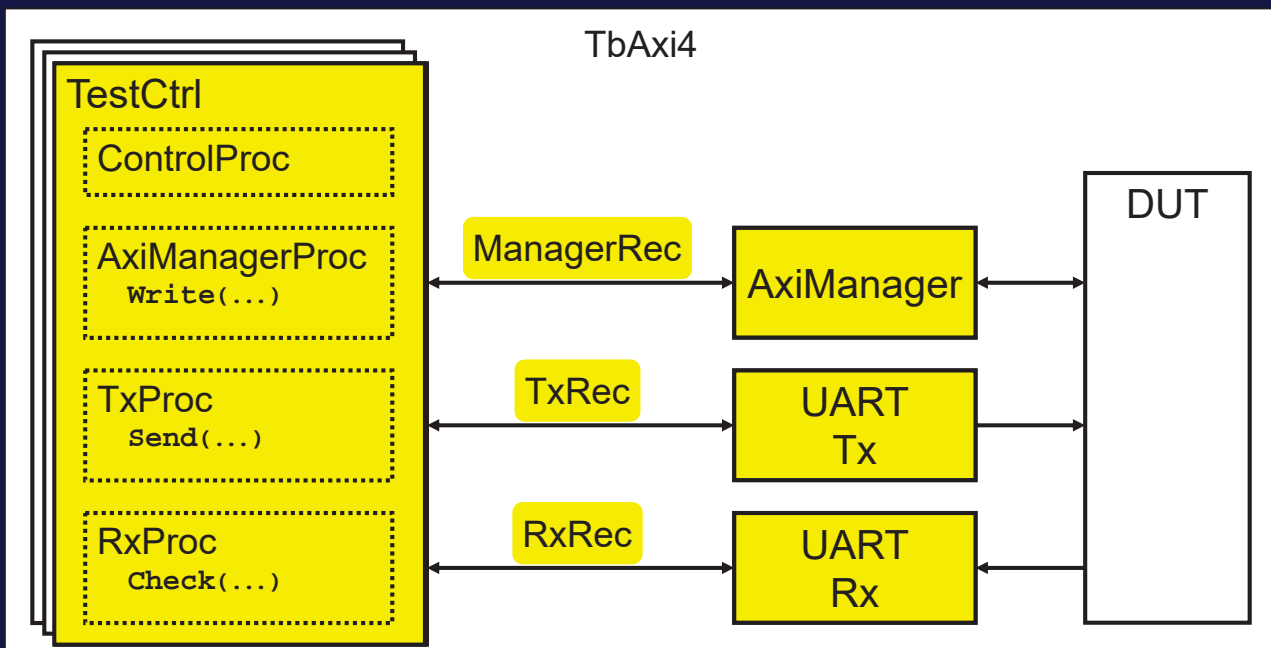 TbAxi4
TestCtrl
ControlProc
AxiManagerProc
Write(...)
TxProc
Send(...)
RxProc
Check(...)
ManagerRec
TxRec
RxRec
AxiManager
UART
Tx
UART
Rx
DUT